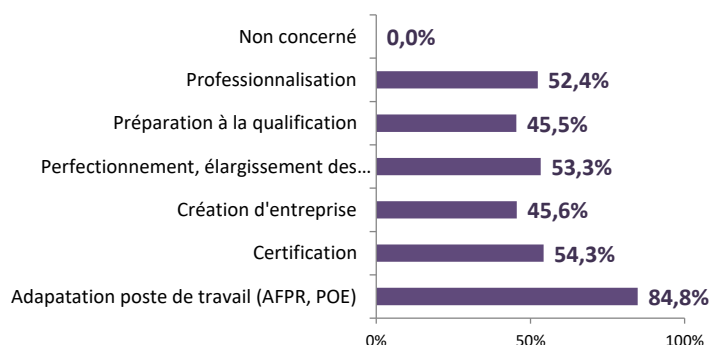 Non concerné 0,0%
Professionnalisation 52,4%
Préparation à la qualification 45,5%
Perfectionnement, élargissement des... 53,3%
Création d'entreprise 45,6%
Certification 54,3%
Adapatation poste de travail (AFPR, POE) 84,8%
0% 50% 100%